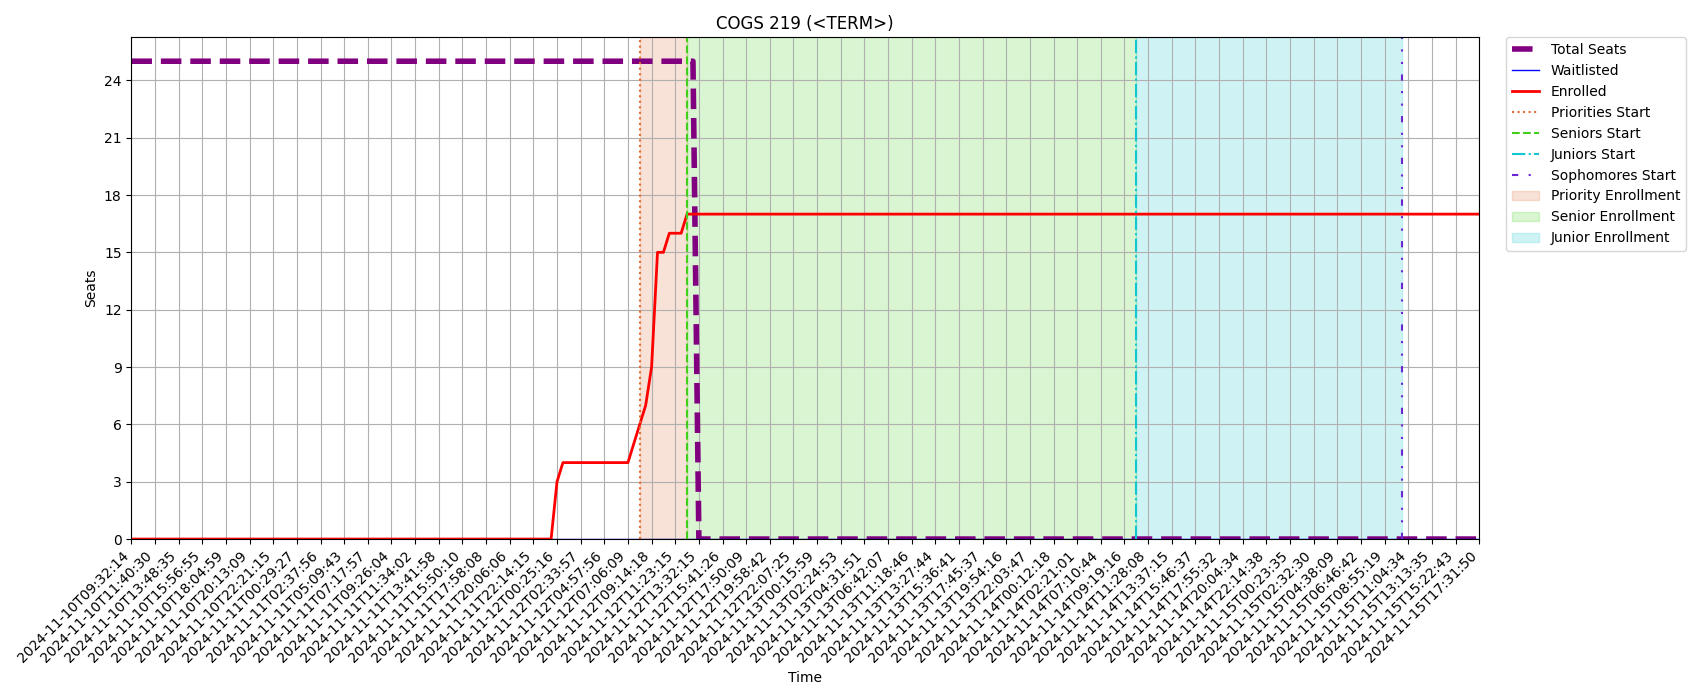 COGS 219 (<TERM>)
Total Seats
Waitlisted
Enrolled
Priorities Start
Seniors Start
Juniors Start
Sophomores Start
Priority Enrollment
Senior Enrollment
Junior Enrollment
Seats
24
21
18
15
12
9
6
3
0
2024-11-10T09:32:14
2024-11-10T11:40:30
2024-11-10T13:48:35
2024-11-10T15:56:55
2024-11-10T18:04:59
2024-11-10T20:13:09
2024-11-10T22:21:15
2024-11-11T00:29:27
2024-11-11T02:37:56
2024-11-11T05:09:43
2024-11-11T07:17:57
2024-11-11T09:26:04
2024-11-11T11:34:02
2024-11-11T13:41:58
2024-11-11T15:50:10
2024-11-11T17:58:08
2024-11-11T20:06:06
2024-11-11T22:14:15
2024-11-12T00:25:16
2024-11-12T02:33:57
2024-11-12T04:57:56
2024-11-12T07:06:09
2024-11-12T09:14:18
2024-11-12T11:23:15
2024-11-12T13:32:15
2024-11-12T15:41:26
2024-11-12T17:50:09
2024-11-12T19:58:42
2024-11-12T22:07:25
2024-11-13T00:15:59
2024-11-13T02:24:53
2024-11-13T04:31:51
2024-11-13T06:42:07
2024-11-13T11:18:46
2024-11-13T13:27:44
2024-11-13T15:36:41
2024-11-13T17:45:37
2024-11-13T19:54:16
2024-11-13T22:03:47
2024-11-14T00:12:18
2024-11-14T02:21:01
2024-11-14T07:10:44
2024-11-14T09:19:16
2024-11-14T11:28:08
2024-11-14T13:37:15
2024-11-14T15:46:37
2024-11-14T17:55:32
2024-11-14T20:04:34
2024-11-14T22:14:38
2024-11-15T00:23:35
2024-11-15T02:32:30
2024-11-15T04:38:09
2024-11-15T06:46:42
2024-11-15T08:55:19
2024-11-15T11:04:34
2024-11-15T13:13:35
2024-11-15T15:22:43
2024-11-15T17:31:50
Time